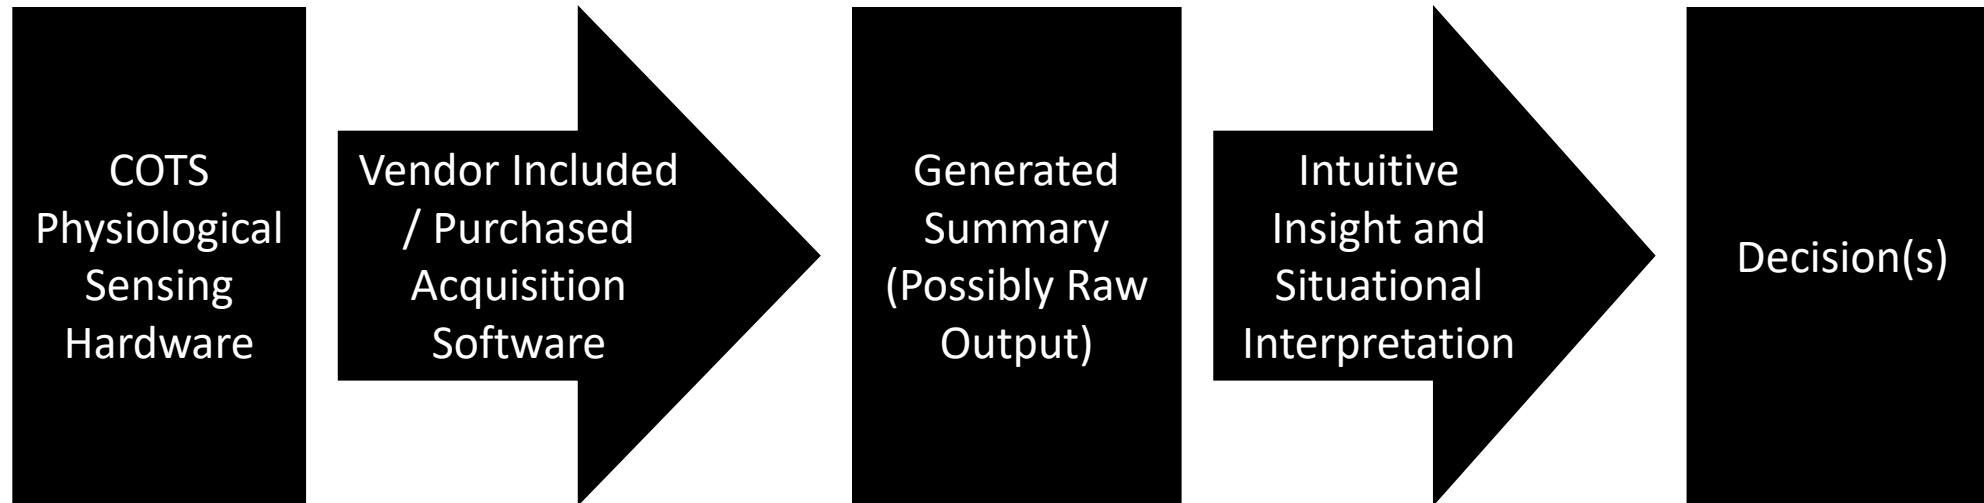 COTS
Physiological
Sensing
Hardware
Vendor Included
/ Purchased
Acquisition
Software
Generated
Summary
(Possibly Raw
Output)
Intuitive
Insight and
Situational
Interpretation
Decision(s)